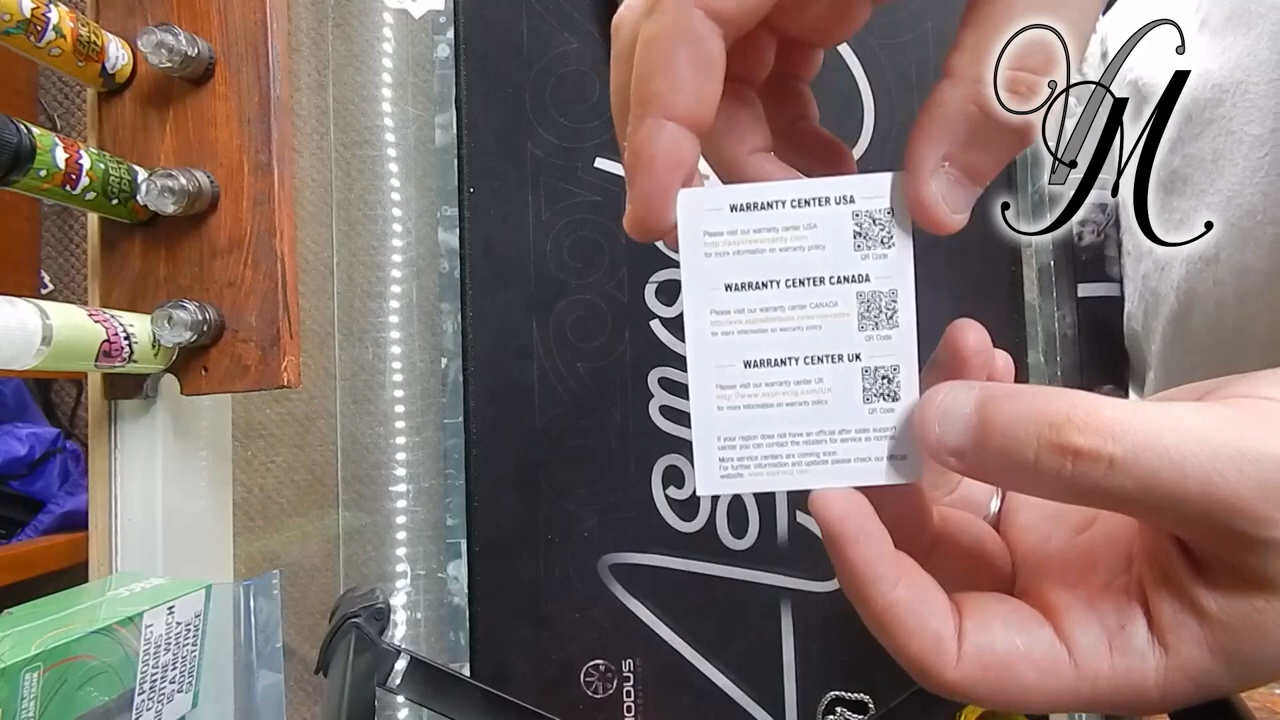 WARRANTY CENTER USA
Please visit our warranty center USA
http://aspirewarranty.com
for more information on warranty policy
QR Code
WARRANTY CENTER CANADA
Please visit our warranty center CANADA
for more information on warranty policy
QR Code
WARRANTY CENTER UK
Please visit our warranty center UK
http://www.aspirecig.com/UK
for more information on warranty policy
QR Code
If your region does not have an official after sales support
center you can contact the retailers for service as normal.
More service centers are coming soon
For further information and updates please check our official
website: www.aspirecig.com
THIS PRODUCT
CONTAINS
NICOTINE WHICH
IS A HIGHLY
ADDICTIVE
SUBSTANCE
ZING
ZING
VM